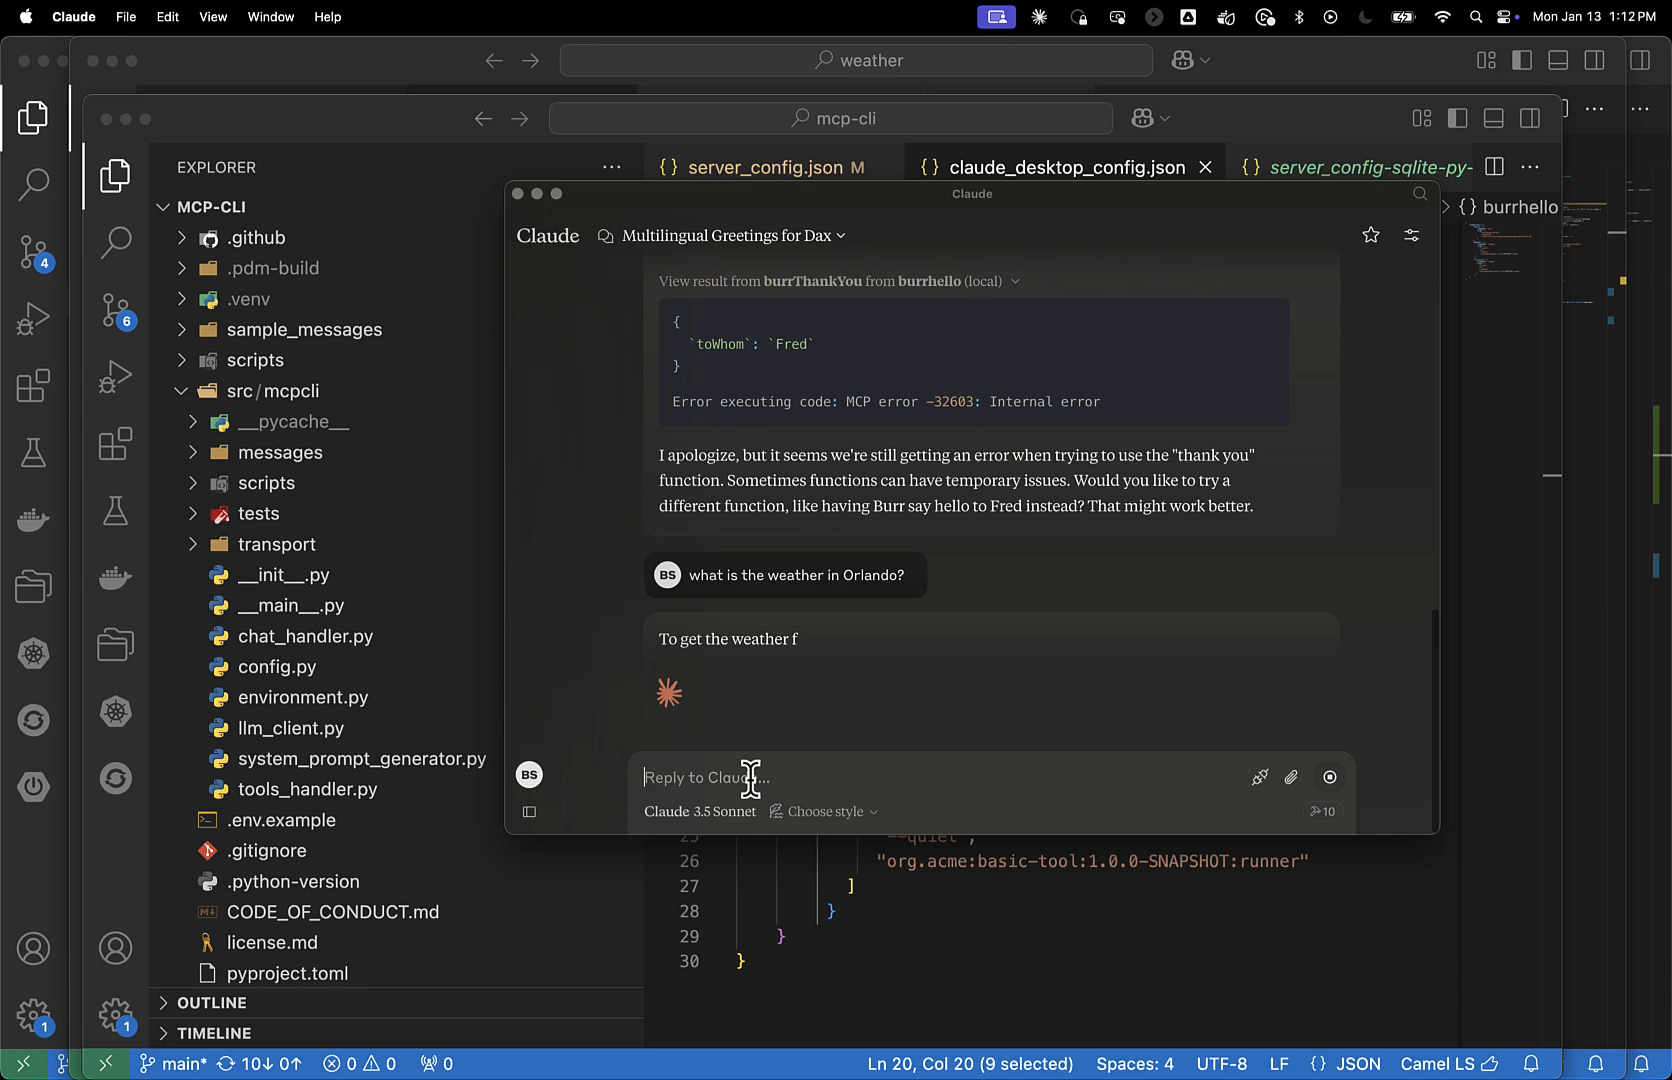 Claude File Edit View Window Help
Mon Jan 13 1:12 PM
weather
mcp-cli
EXPLORER
server_config.json M
claude_desktop_config.json
server_config-sqlite-py-
MCP-CLI
burrhello
.github
.pdm-build
.venv
sample_messages
scripts
src/mcpcli
__pycache__
messages
scripts
tests
transport
__init__.py
__main__.py
chat_handler.py
config.py
environment.py
llm_client.py
system_prompt_generator.py
tools_handler.py
.env.example
.gitignore
.python-version
CODE_OF_CONDUCT.md
license.md
pyproject.toml
OUTLINE
TIMELINE
4
6
1
1
Claude
Claude Multilingual Greetings for Dax
View result from burrThankYou from burrhello (local)
{
`toWhom`: `Fred`
}
Error executing code: MCP error -32603: Internal error
I apologize, but it seems we're still getting an error when trying to use the "thank you"
function. Sometimes functions can have temporary issues. Would you like to try a
different function, like having Burr say hello to Fred instead? That might work better.
BS what is the weather in Orlando?
To get the weather f
BS
Reply to Claude...
Claude 3.5 Sonnet Choose style 10
25 "--quiet",
26 "org.acme:basic-tool:1.0.0-SNAPSHOT:runner"
27 ]
28 }
29 }
30 }
main* 10↓ 0↑ 0 0 0
Ln 20, Col 20 (9 selected) Spaces: 4 UTF-8 LF {} JSON Camel LS